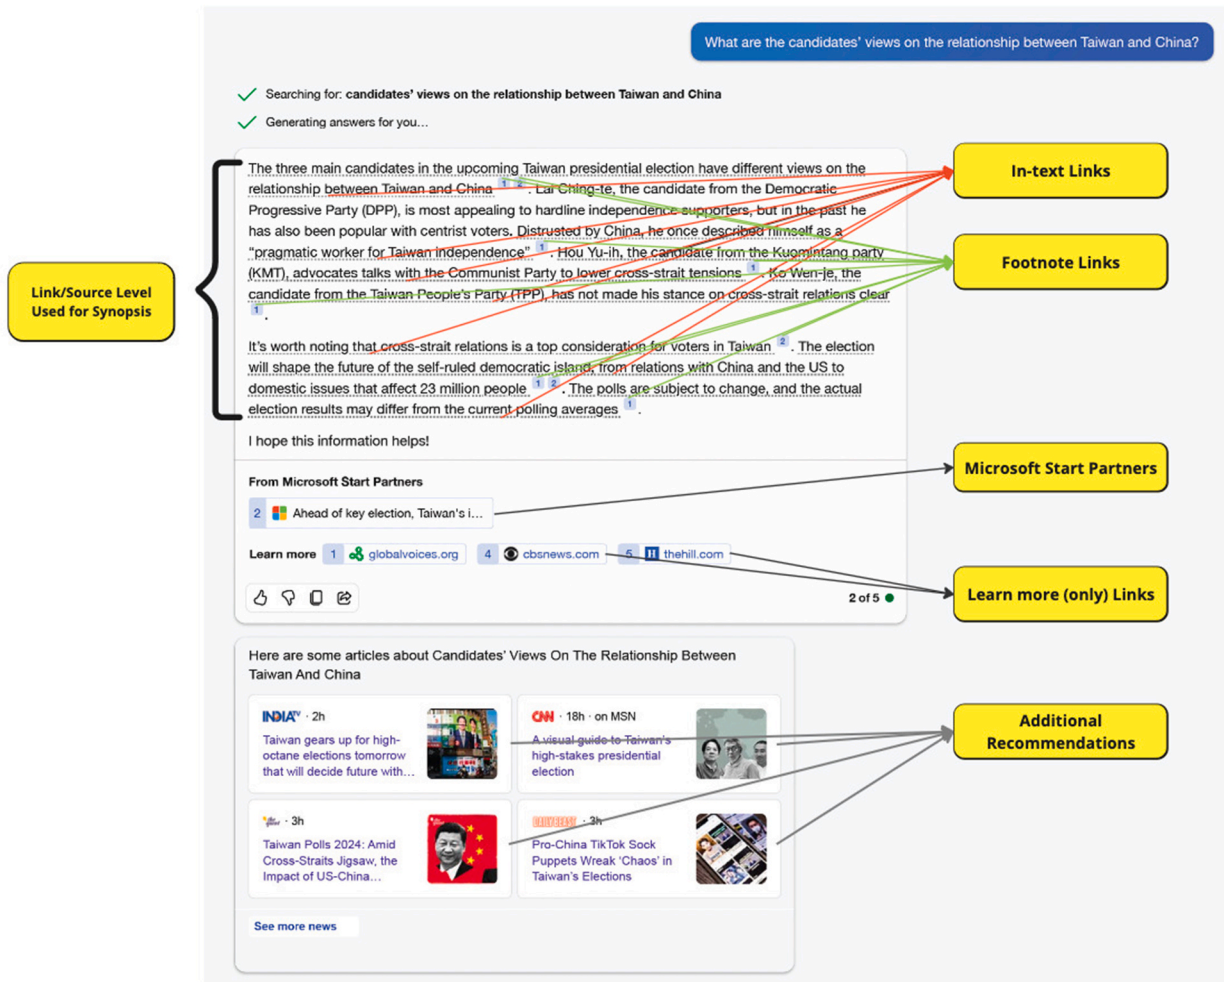 What are the candidates' views on the relationship between Taiwan and China?
Searching for: candidates' views on the relationship between Taiwan and China
Generating answers for you...
Link/Source Level
Used for Synopsis
The three main candidates in the upcoming Taiwan presidential election have different views on the
relationship between Taiwan and China 1 2 . Lai Ching-te, the candidate from the Democratic
Progressive Party (DPP), is most appealing to hardline independence supporters, but in the past he
has also been popular with centrist voters. Distrusted by China, he once described himself as a
“pragmatic worker for Taiwan independence” 1 . Hou Yu-ih, the candidate from the Kuomintang party
(KMT), advocates talks with the Communist Party to lower cross-strait tensions 1 . Ko Wen-je, the
candidate from the Taiwan People's Party (TPP), has not made his stance on cross-strait relations clear
1 .
It's worth noting that cross-strait relations is a top consideration for voters in Taiwan 2 . The election
will shape the future of the self-ruled democratic island, from relations with China and the US to
domestic issues that affect 23 million people 1 2 . The polls are subject to change, and the actual
election results may differ from the current polling averages 1 .
I hope this information helps!
In-text Links
Footnote Links
From Microsoft Start Partners
2 Ahead of key election, Taiwan's i...
Microsoft Start Partners
Learn more 1 globalvoices.org 4 cbsnews.com 5 H thehill.com
Learn more (only) Links
2 of 5
Here are some articles about Candidates' Views On The Relationship Between
Taiwan And China
INDIA TV · 2h
Taiwan gears up for high-
octane elections tomorrow
that will decide future with...
CNN · 18h · on MSN
A visual guide to Taiwan's
high-stakes presidential
election
Additional
Recommendations
the quint · 3h
Taiwan Polls 2024: Amid
Cross-Straits Jigsaw, the
Impact of US-China...
DAILY BEAST · 3h
Pro-China TikTok Sock
Puppets Wreak ‘Chaos’ in
Taiwan's Elections
See more news